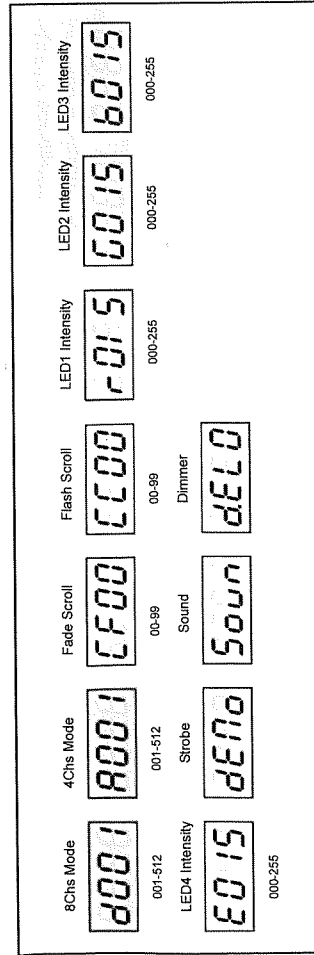 8Chs Mode 4Chs Mode Fade Scroll Flash Scroll LED1 Intensity LED2 Intensity LED3 Intensity
d001 A001 CF00 CC00 r015 G015 b015
001-512 001-512 00-99 00-99 000-255 000-255 000-255
LED4 Intensity Strobe Sound Dimmer
E015 dEMo Soun d.EL0
000-255